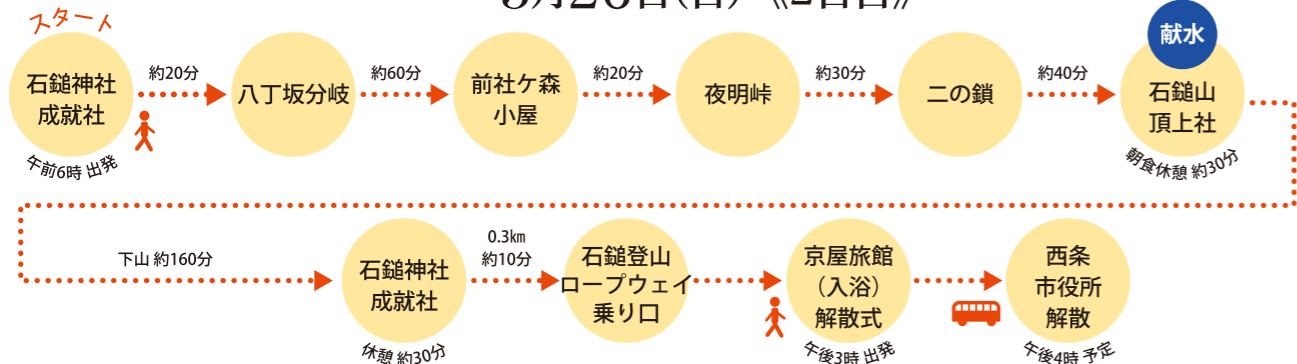 スタート
石鎚神社
成就社
午前6時 出発
約20分
八丁坂分岐
約60分
前社ケ森
小屋
約20分
夜明峠
約30分
二の鎖
約40分
献水
石鎚山
頂上社
朝食休憩 約30分
下山 約160分
石鎚神社
成就社
休憩 約30分
0.3㎞
約10分
石鎚登山
ロープウェイ
乗り口
京屋旅館
(入浴)
解散式
午後3時 出発
西条
市役所
解散
午後4時 予定